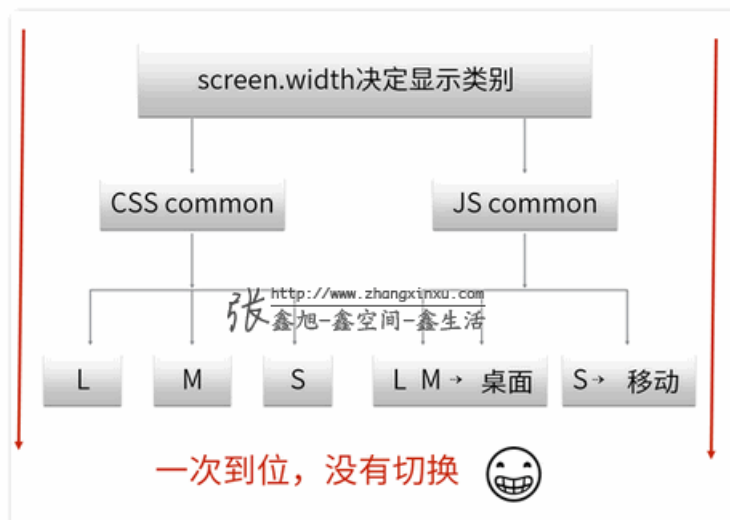 screen.width决定显示类别
CSS common
JS common
http://www.zhangxinxu.com
张
鑫旭-鑫空间-鑫生活
L
M
S
L M→ 桌面
S→ 移动
一次到位，没有切换